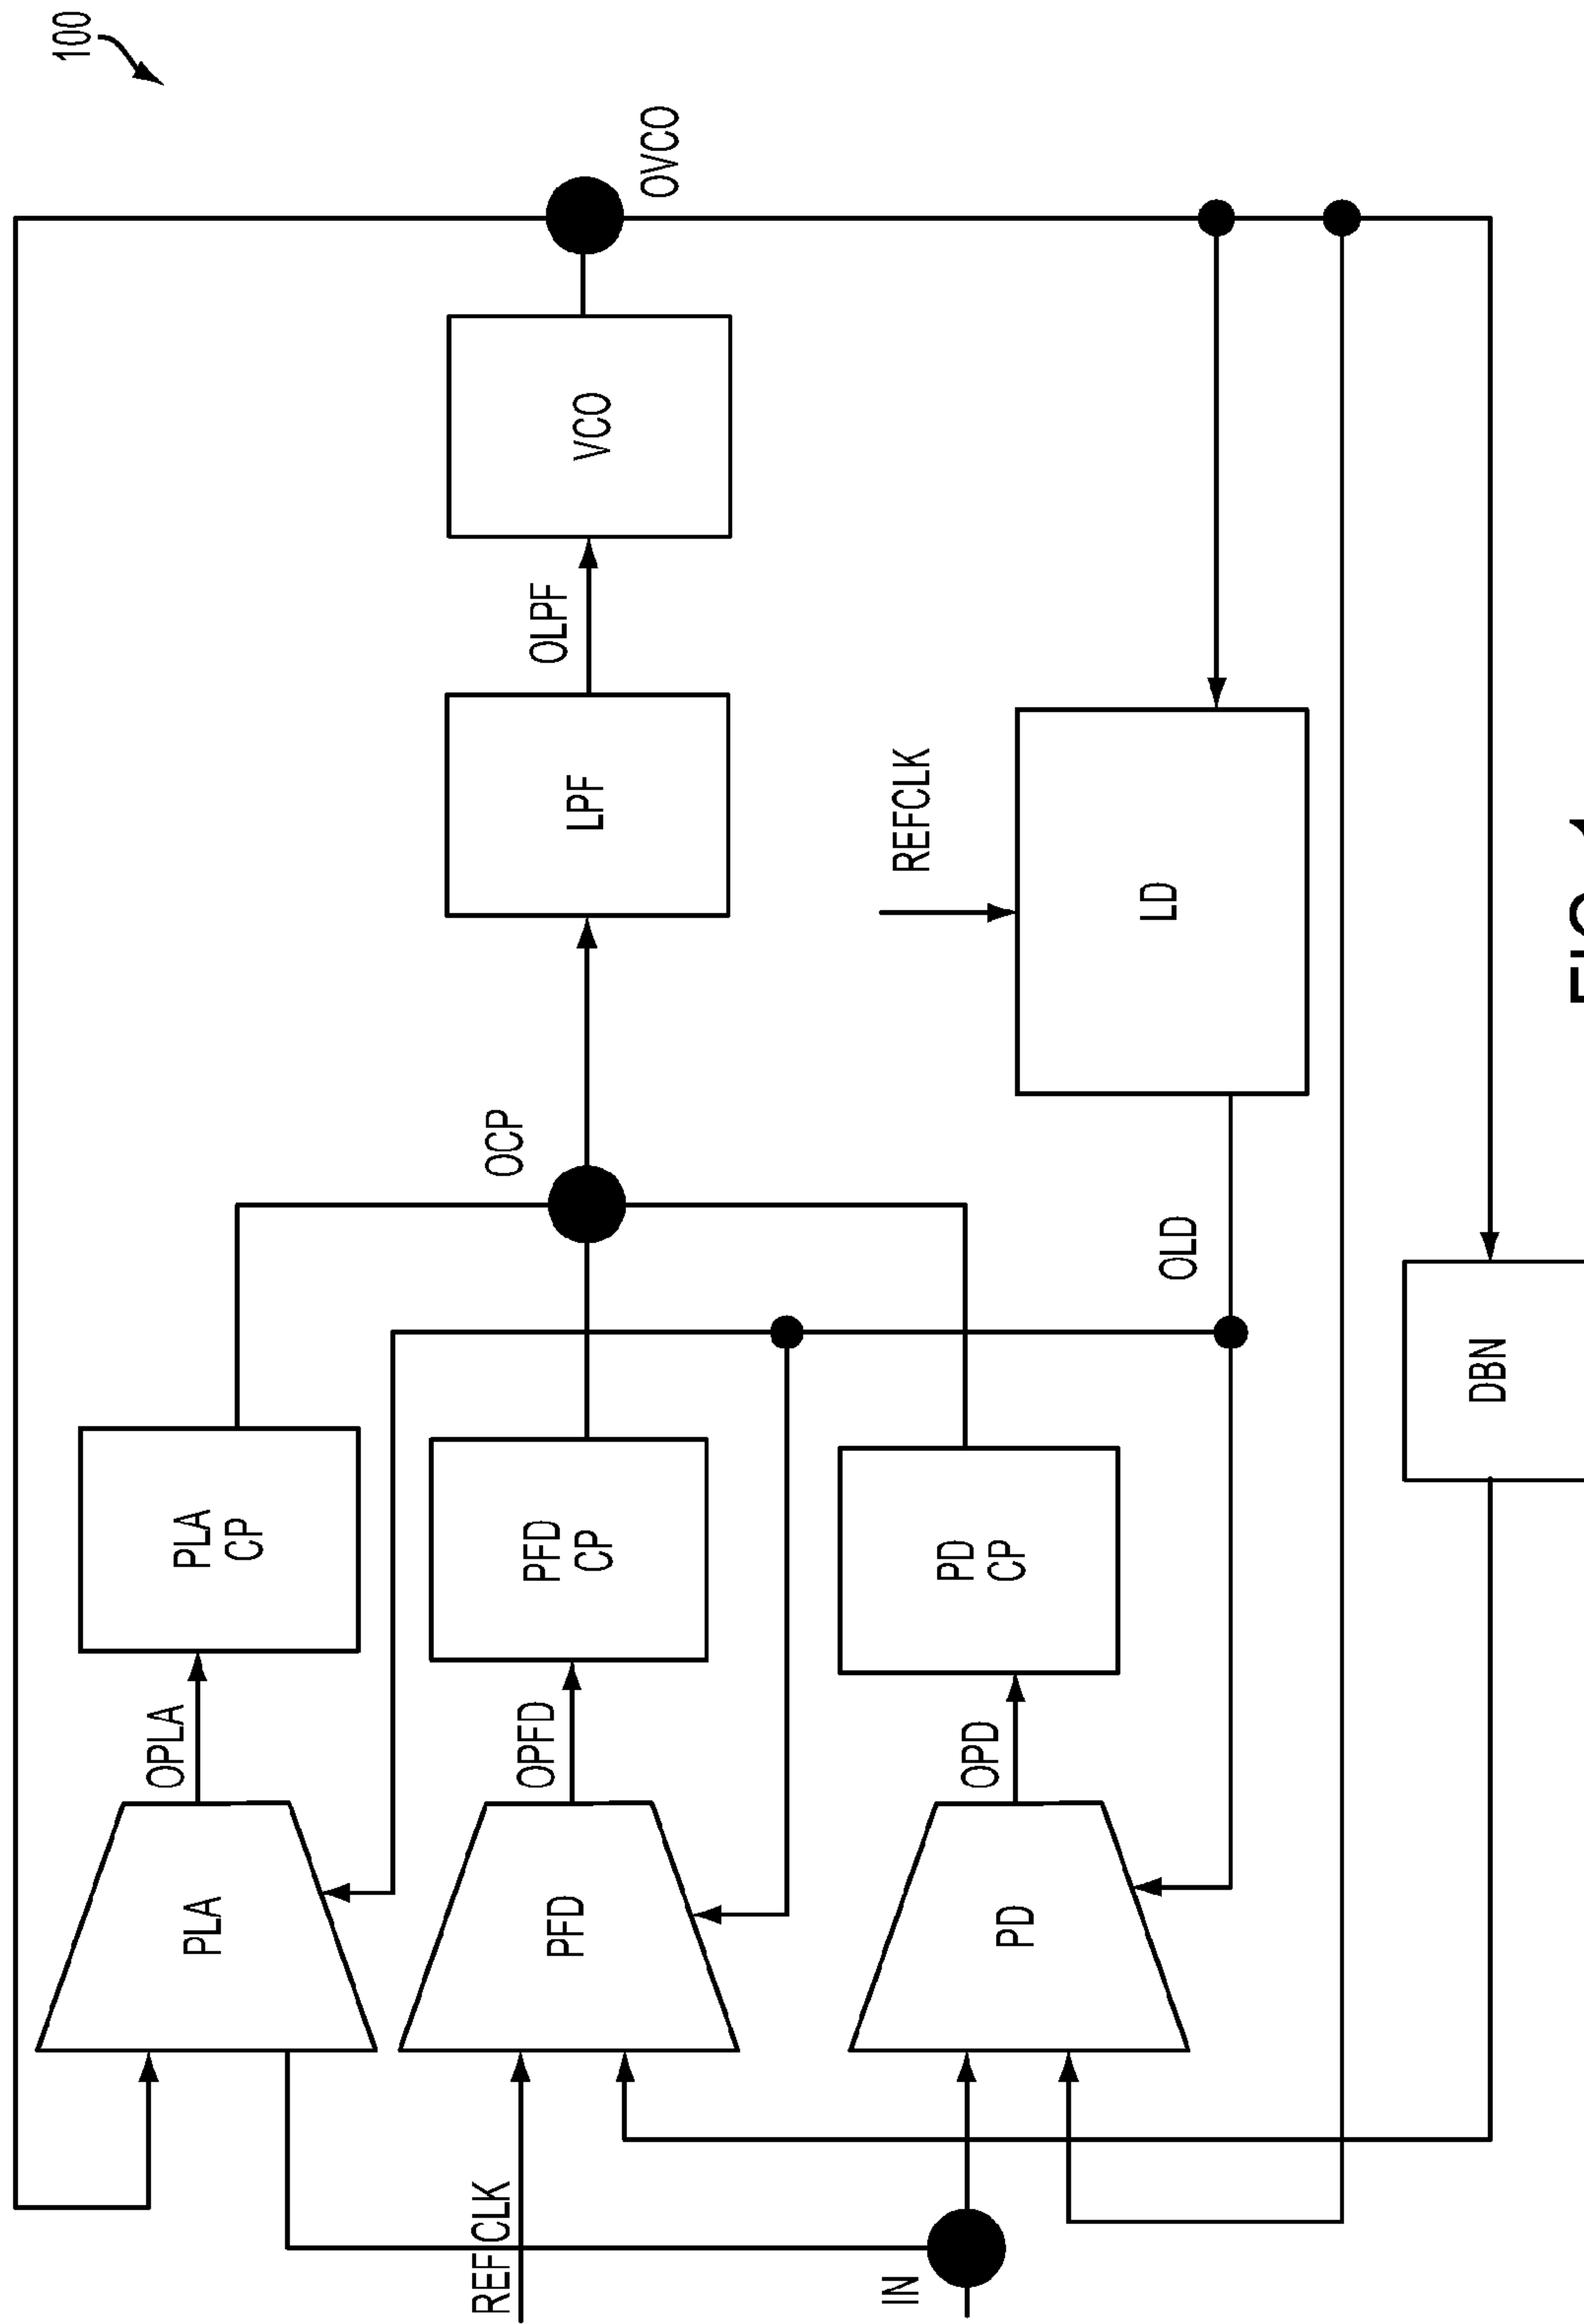 100
PLA
OPLA
PLA
CP
REFCLK
PFD
OPFD
PFD
CP
OCP
LPF
OLPF
VCO
OVCO
IN
PD
OPD
PD
CP
OLD
REFCLK
LD
DBN